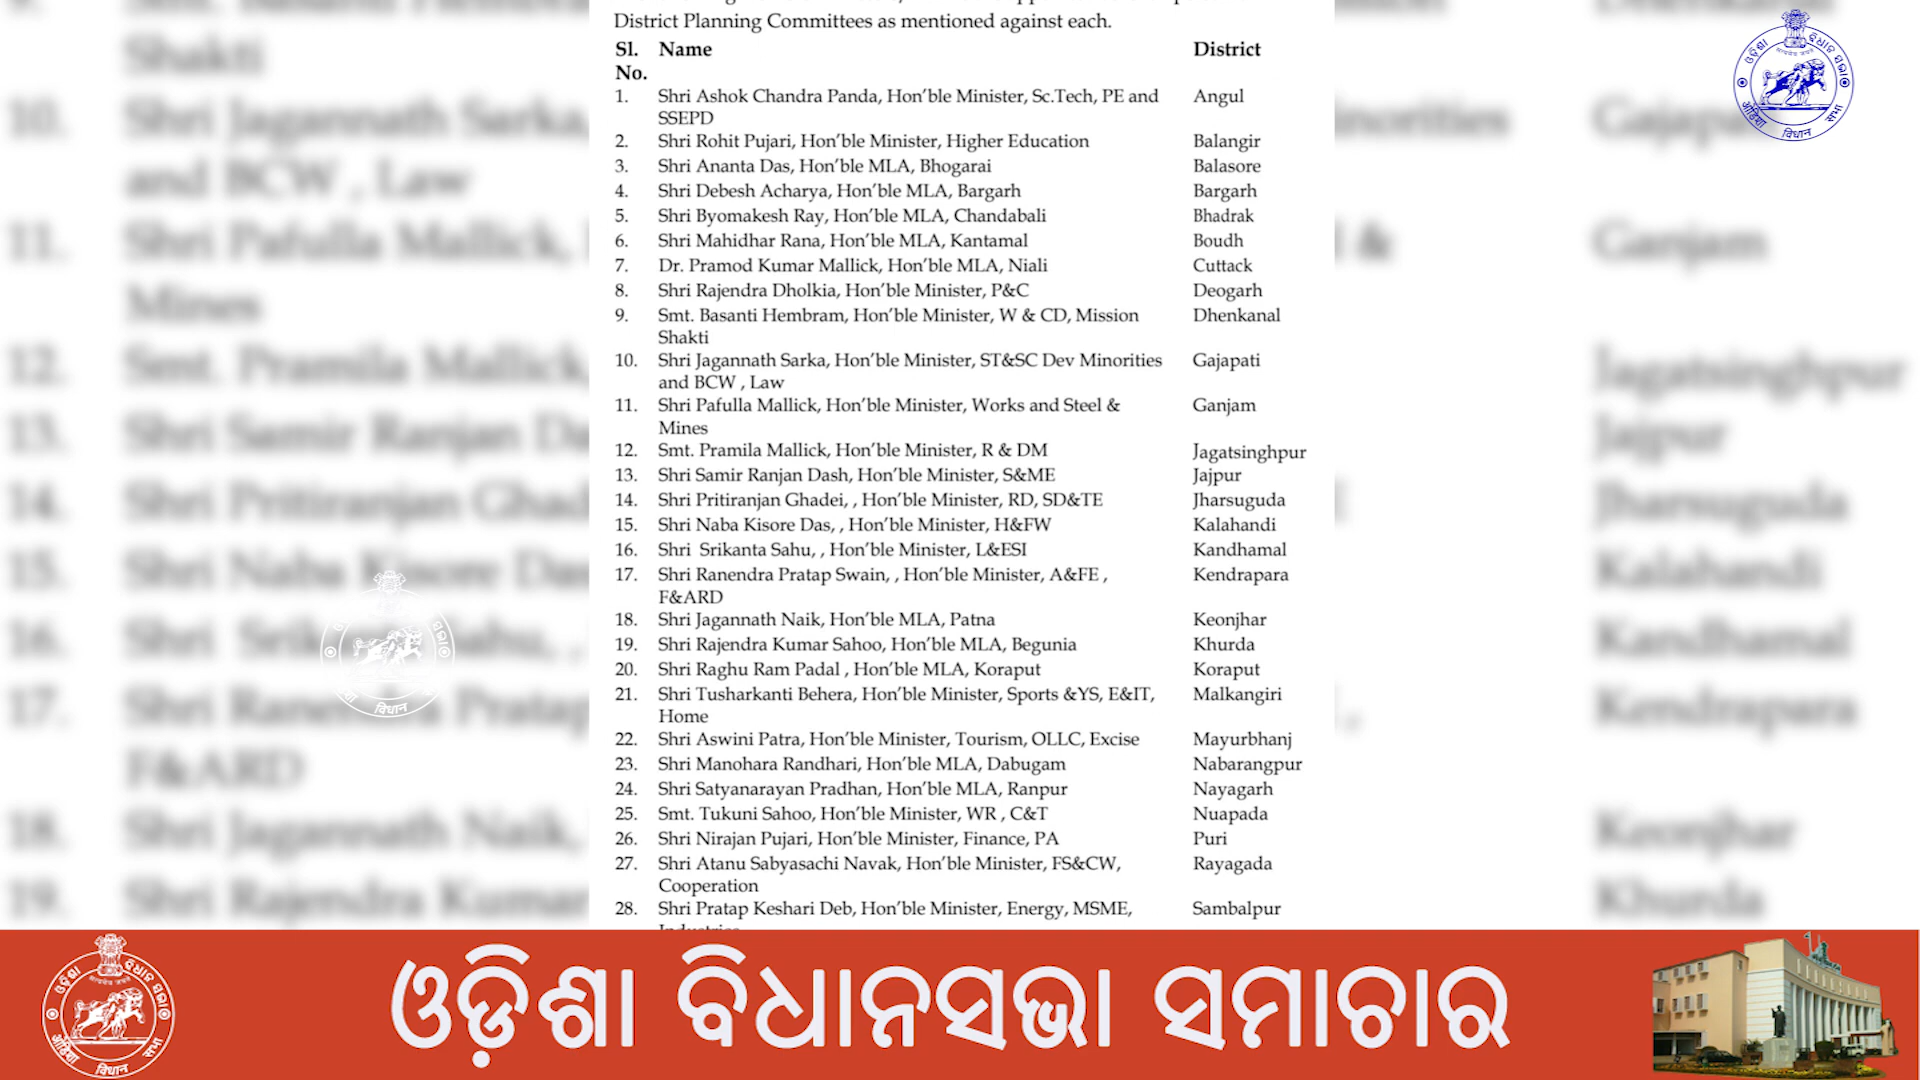 District Planning Committees as mentioned against each.
Sl. No. Name District
1. Shri Ashok Chandra Panda, Hon'ble Minister, Sc.Tech, PE and SSEPD Angul
2. Shri Rohit Pujari, Hon'ble Minister, Higher Education Balangir
3. Shri Ananta Das, Hon'ble MLA, Bhogarai Balasore
4. Shri Debesh Acharya, Hon'ble MLA, Bargarh Bargarh
5. Shri Byomakesh Ray, Hon'ble MLA, Chandabali Bhadrak
6. Shri Mahidhar Rana, Hon'ble MLA, Kantamal Boudh
7. Dr. Pramod Kumar Mallick, Hon'ble MLA, Niali Cuttack
8. Shri Rajendra Dholkia, Hon'ble Minister, P&C Deogarh
9. Smt. Basanti Hembram, Hon'ble Minister, W & CD, Mission Dhenkanal
Shakti
10. Shri Jagannath Sarka, Hon'ble Minister, ST&SC Dev Minorities Gajapati
and BCW , Law
11. Shri Pafulla Mallick, Hon'ble Minister, Works and Steel & Ganjam
Mines
12. Smt. Pramila Mallick, Hon'ble Minister, R & DM Jagatsinghpur
13. Shri Samir Ranjan Dash, Hon'ble Minister, S&ME Jajpur
14. Shri Pritiranjan Ghadei, , Hon'ble Minister, RD, SD&TE Jharsuguda
15. Shri Naba Kisore Das, , Hon'ble Minister, H&FW Kalahandi
16. Shri Srikanta Sahu, , Hon'ble Minister, L&ESI Kandhamal
17. Shri Ranendra Pratap Swain, , Hon'ble Minister, A&FE , Kendrapara
F&ARD
18. Shri Jagannath Naik, Hon'ble MLA, Patna Keonjhar
19. Shri Rajendra Kumar Sahoo, Hon'ble MLA, Begunia Khurda
20. Shri Raghu Ram Padal , Hon'ble MLA, Koraput Koraput
21. Shri Tusharkanti Behera, Hon'ble Minister, Sports &YS, E&IT, Malkangiri
Home
22. Shri Aswini Patra, Hon'ble Minister, Tourism, OLLC, Excise Mayurbhanj
23. Shri Manohara Randhari, Hon'ble MLA, Dabugam Nabarangpur
24. Shri Satyanarayan Pradhan, Hon'ble MLA, Ranpur Nayagarh
25. Smt. Tukuni Sahoo, Hon'ble Minister, WR , C&T Nuapada
26. Shri Nirajan Pujari, Hon'ble Minister, Finance, PA Puri
27. Shri Atanu Sabyasachi Navak, Hon'ble Minister, FS&CW, Rayagada
Cooperation
28. Shri Pratap Keshari Deb, Hon'ble Minister, Energy, MSME, Sambalpur
ଓଡ଼ିଶା ବିଧାନସଭା ସମାଚାର